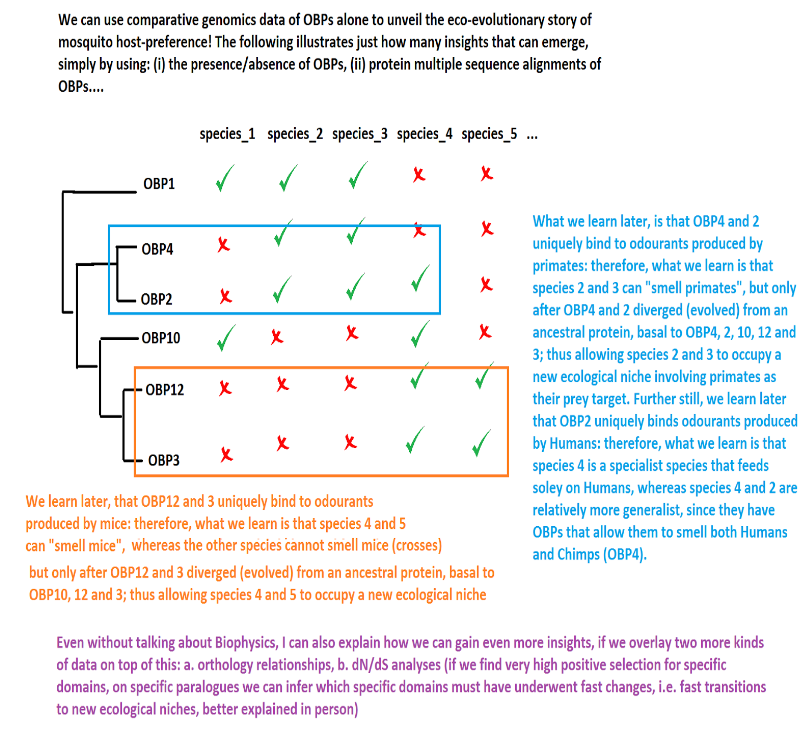 We can use comparative genomics data of OBPs alone to unveil the eco-evolutionary story of
mosquito host-preference! The following illustrates just how many insights that can emerge,
simply by using: (i) the presence/absence of OBPs, (ii) protein multiple sequence alignments of
OBPs....
species_1 species_2 species_3 species_4 species_5 ...
OBP1
OBP4
OBP2
OBP10
OBP12
OBP3
What we learn later, is that OBP4 and 2
uniquely bind to odourants produced by
primates: therefore, what we learn is that
species 2 and 3 can "smell primates", but only
after OBP4 and 2 diverged (evolved) from an
ancestral protein, basal to OBP4, 2, 10, 12 and
3; thus allowing species 2 and 3 to occupy a
new ecological niche involving primates as
their prey target. Further still, we learn later
that OBP2 uniquely binds odourants produced
by Humans: therefore, what we learn is that
species 4 is a specialist species that feeds
soley on Humans, whereas species 4 and 2 are
relatively more generalist, since they have
OBPs that allow them to smell both Humans
and Chimps (OBP4).
We learn later, that OBP12 and 3 uniquely bind to odourants
produced by mice: therefore, what we learn is that species 4 and 5
can "smell mice", whereas the other species cannot smell mice (crosses)
but only after OBP12 and 3 diverged (evolved) from an ancestral protein, basal to
OBP10, 12 and 3; thus allowing species 4 and 5 to occupy a new ecological niche
Even without talking about Biophysics, I can also explain how we can gain even more insights, if we overlay two more kinds
of data on top of this: a. orthology relationships, b. dN/dS analyses (if we find very high positive selection for specific
domains, on specific paralogues we can infer which specific domains must have underwent fast changes, i.e. fast transitions
to new ecological niches, better explained in person)